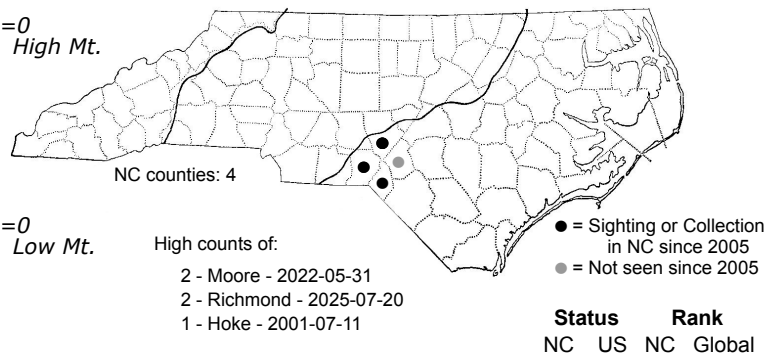 =0
High Mt.
NC counties: 4
=0
Low Mt.
High counts of:
2 - Moore - 2022-05-31
2 - Richmond - 2025-07-20
1 - Hoke - 2001-07-11
= Sighting or Collection
in NC since 2005
= Not seen since 2005
Status Rank
NC US NC Global